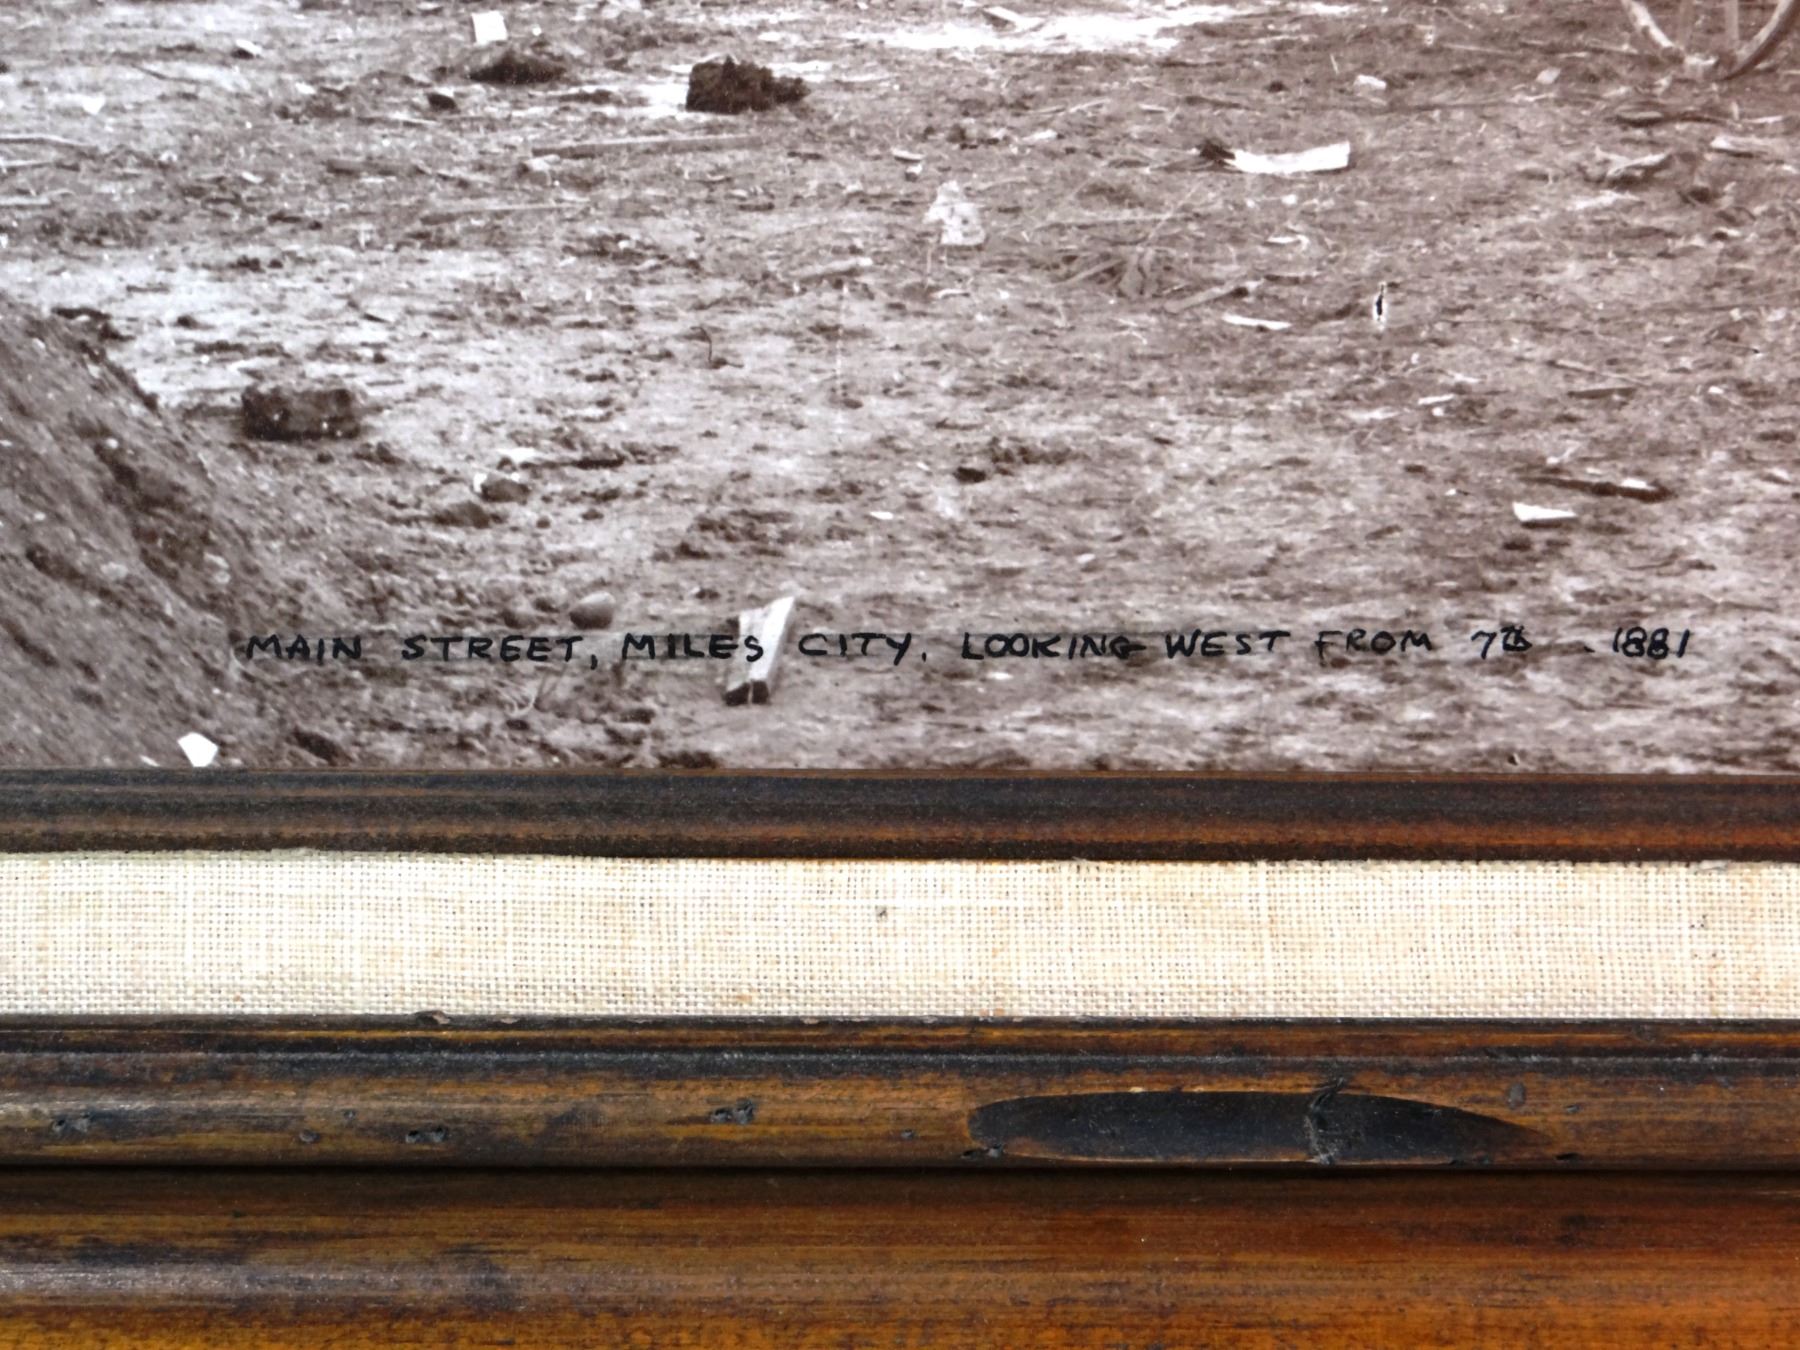 MAIN STREET, MILES CITY. LOOKING WEST FROM 7th . 1881